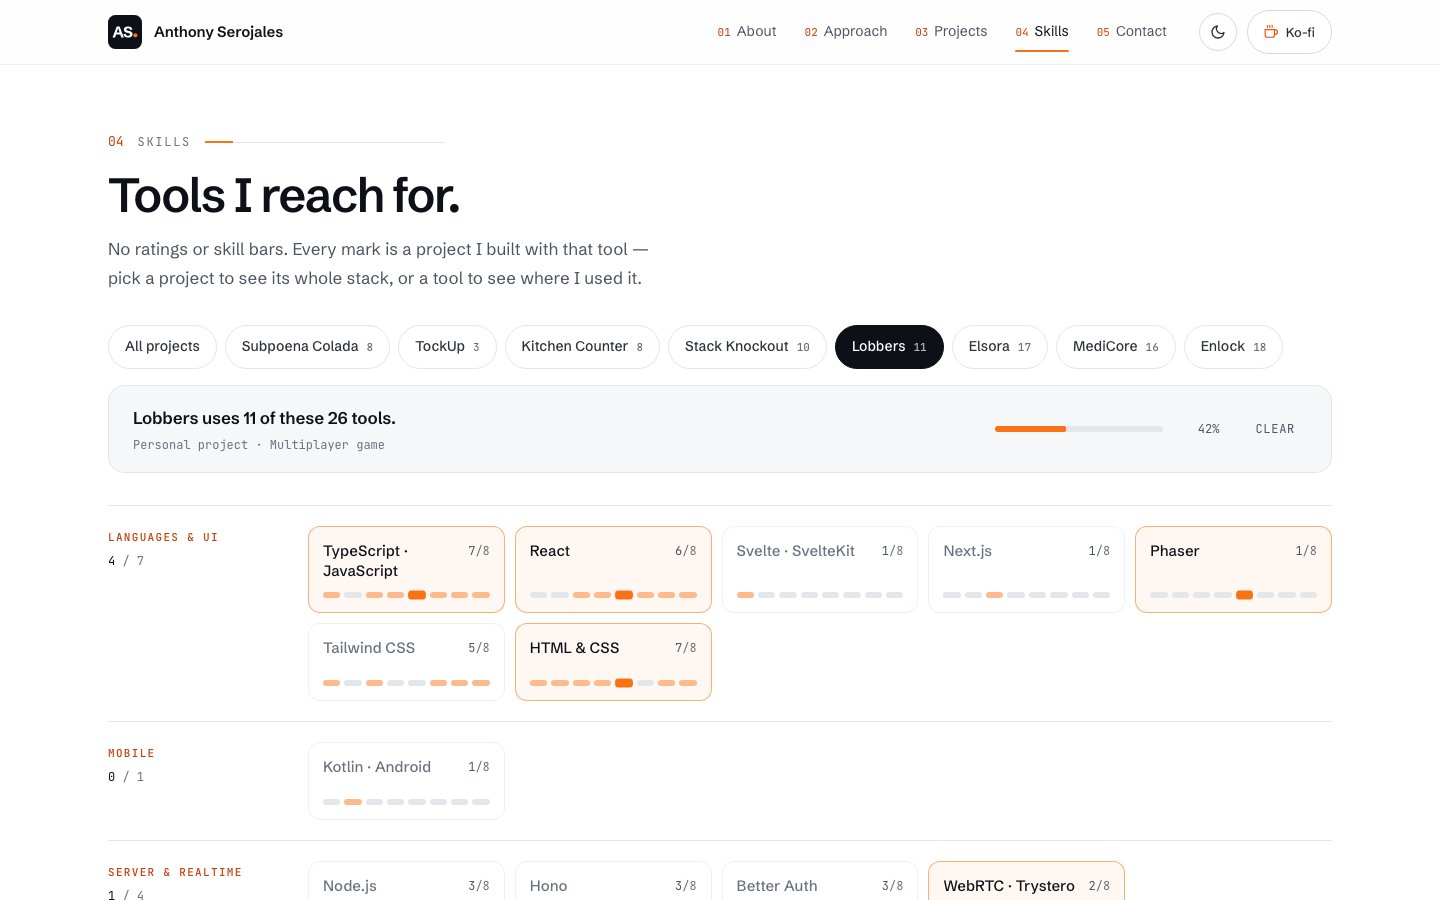 AS. Anthony Serojales 01 About 02 Approach 03 Projects 04 Skills 05 Contact Ko-fi
04 SKILLS
Tools I reach for.
No ratings or skill bars. Every mark is a project I built with that tool —
pick a project to see its whole stack, or a tool to see where I used it.
All projects Subpoena Colada 8 TockUp 3 Kitchen Counter 8 Stack Knockout 10 Lobbers 11 Elsora 17 MediCore 16 Enlock 18
Lobbers uses 11 of these 26 tools.
Personal project · Multiplayer game
42% CLEAR
LANGUAGES & UI
4 / 7
TypeScript · JavaScript 7/8
React 6/8
Svelte · SvelteKit 1/8
Next.js 1/8
Phaser 1/8
Tailwind CSS 5/8
HTML & CSS 7/8
MOBILE
0 / 1
Kotlin · Android 1/8
SERVER & REALTIME
1 / 4
Node.js 3/8
Hono 3/8
Better Auth 3/8
WebRTC · Trystero 2/8